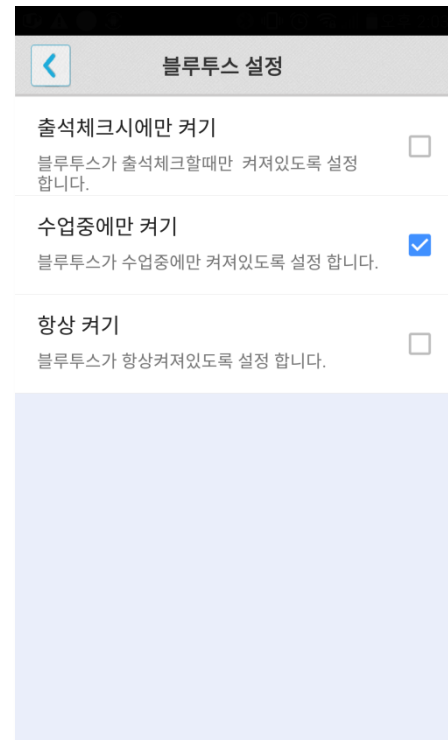 블루투스 설정
출석체크시에만 켜기
블루투스가 출석체크할때만 켜져있도록 설정
합니다.
수업중에만 켜기
블루투스가 수업중에만 켜져있도록 설정 합니다.
항상 켜기
블루투스가 항상켜져있도록 설정 합니다.